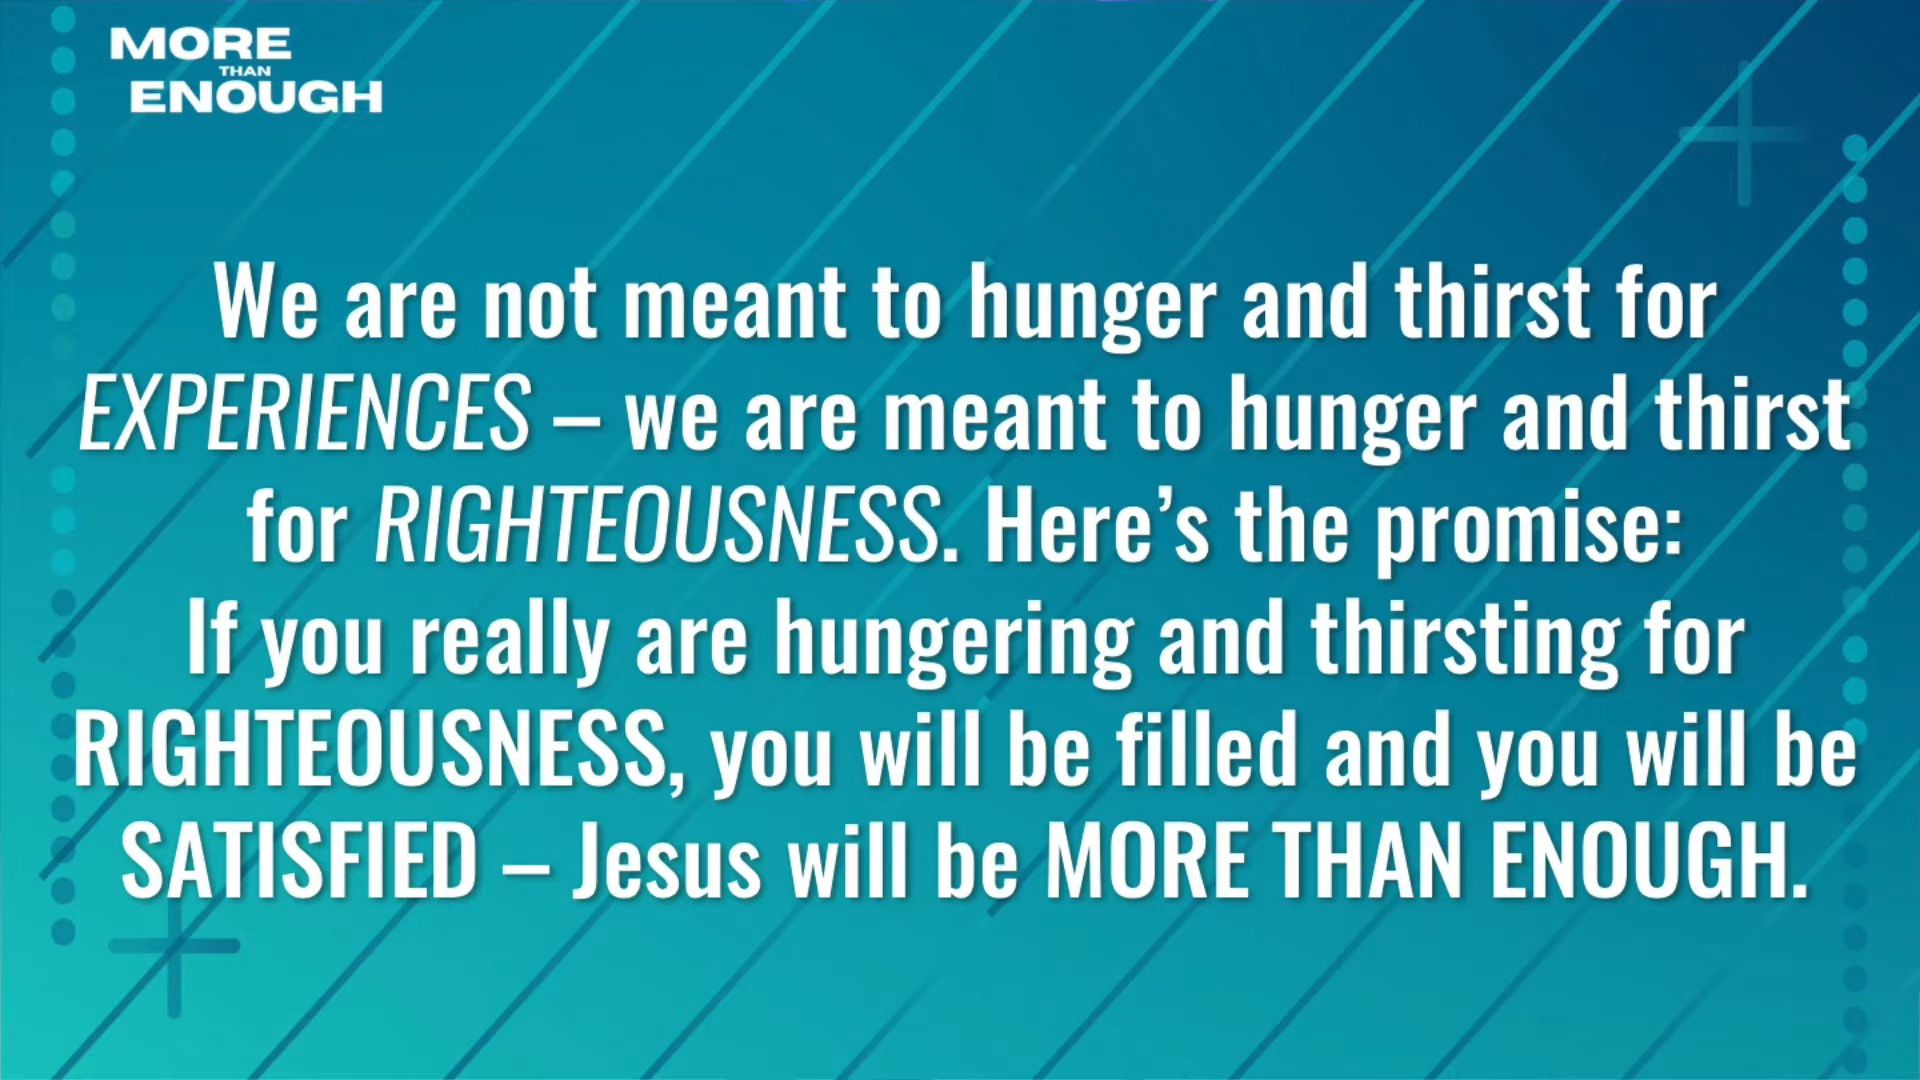 MORE
THAN
ENOUGH
We are not meant to hunger and thirst for
EXPERIENCES – we are meant to hunger and thirst
for RIGHTEOUSNESS. Here’s the promise:
If you really are hungering and thirsting for
RIGHTEOUSNESS, you will be filled and you will be
SATISFIED – Jesus will be MORE THAN ENOUGH.